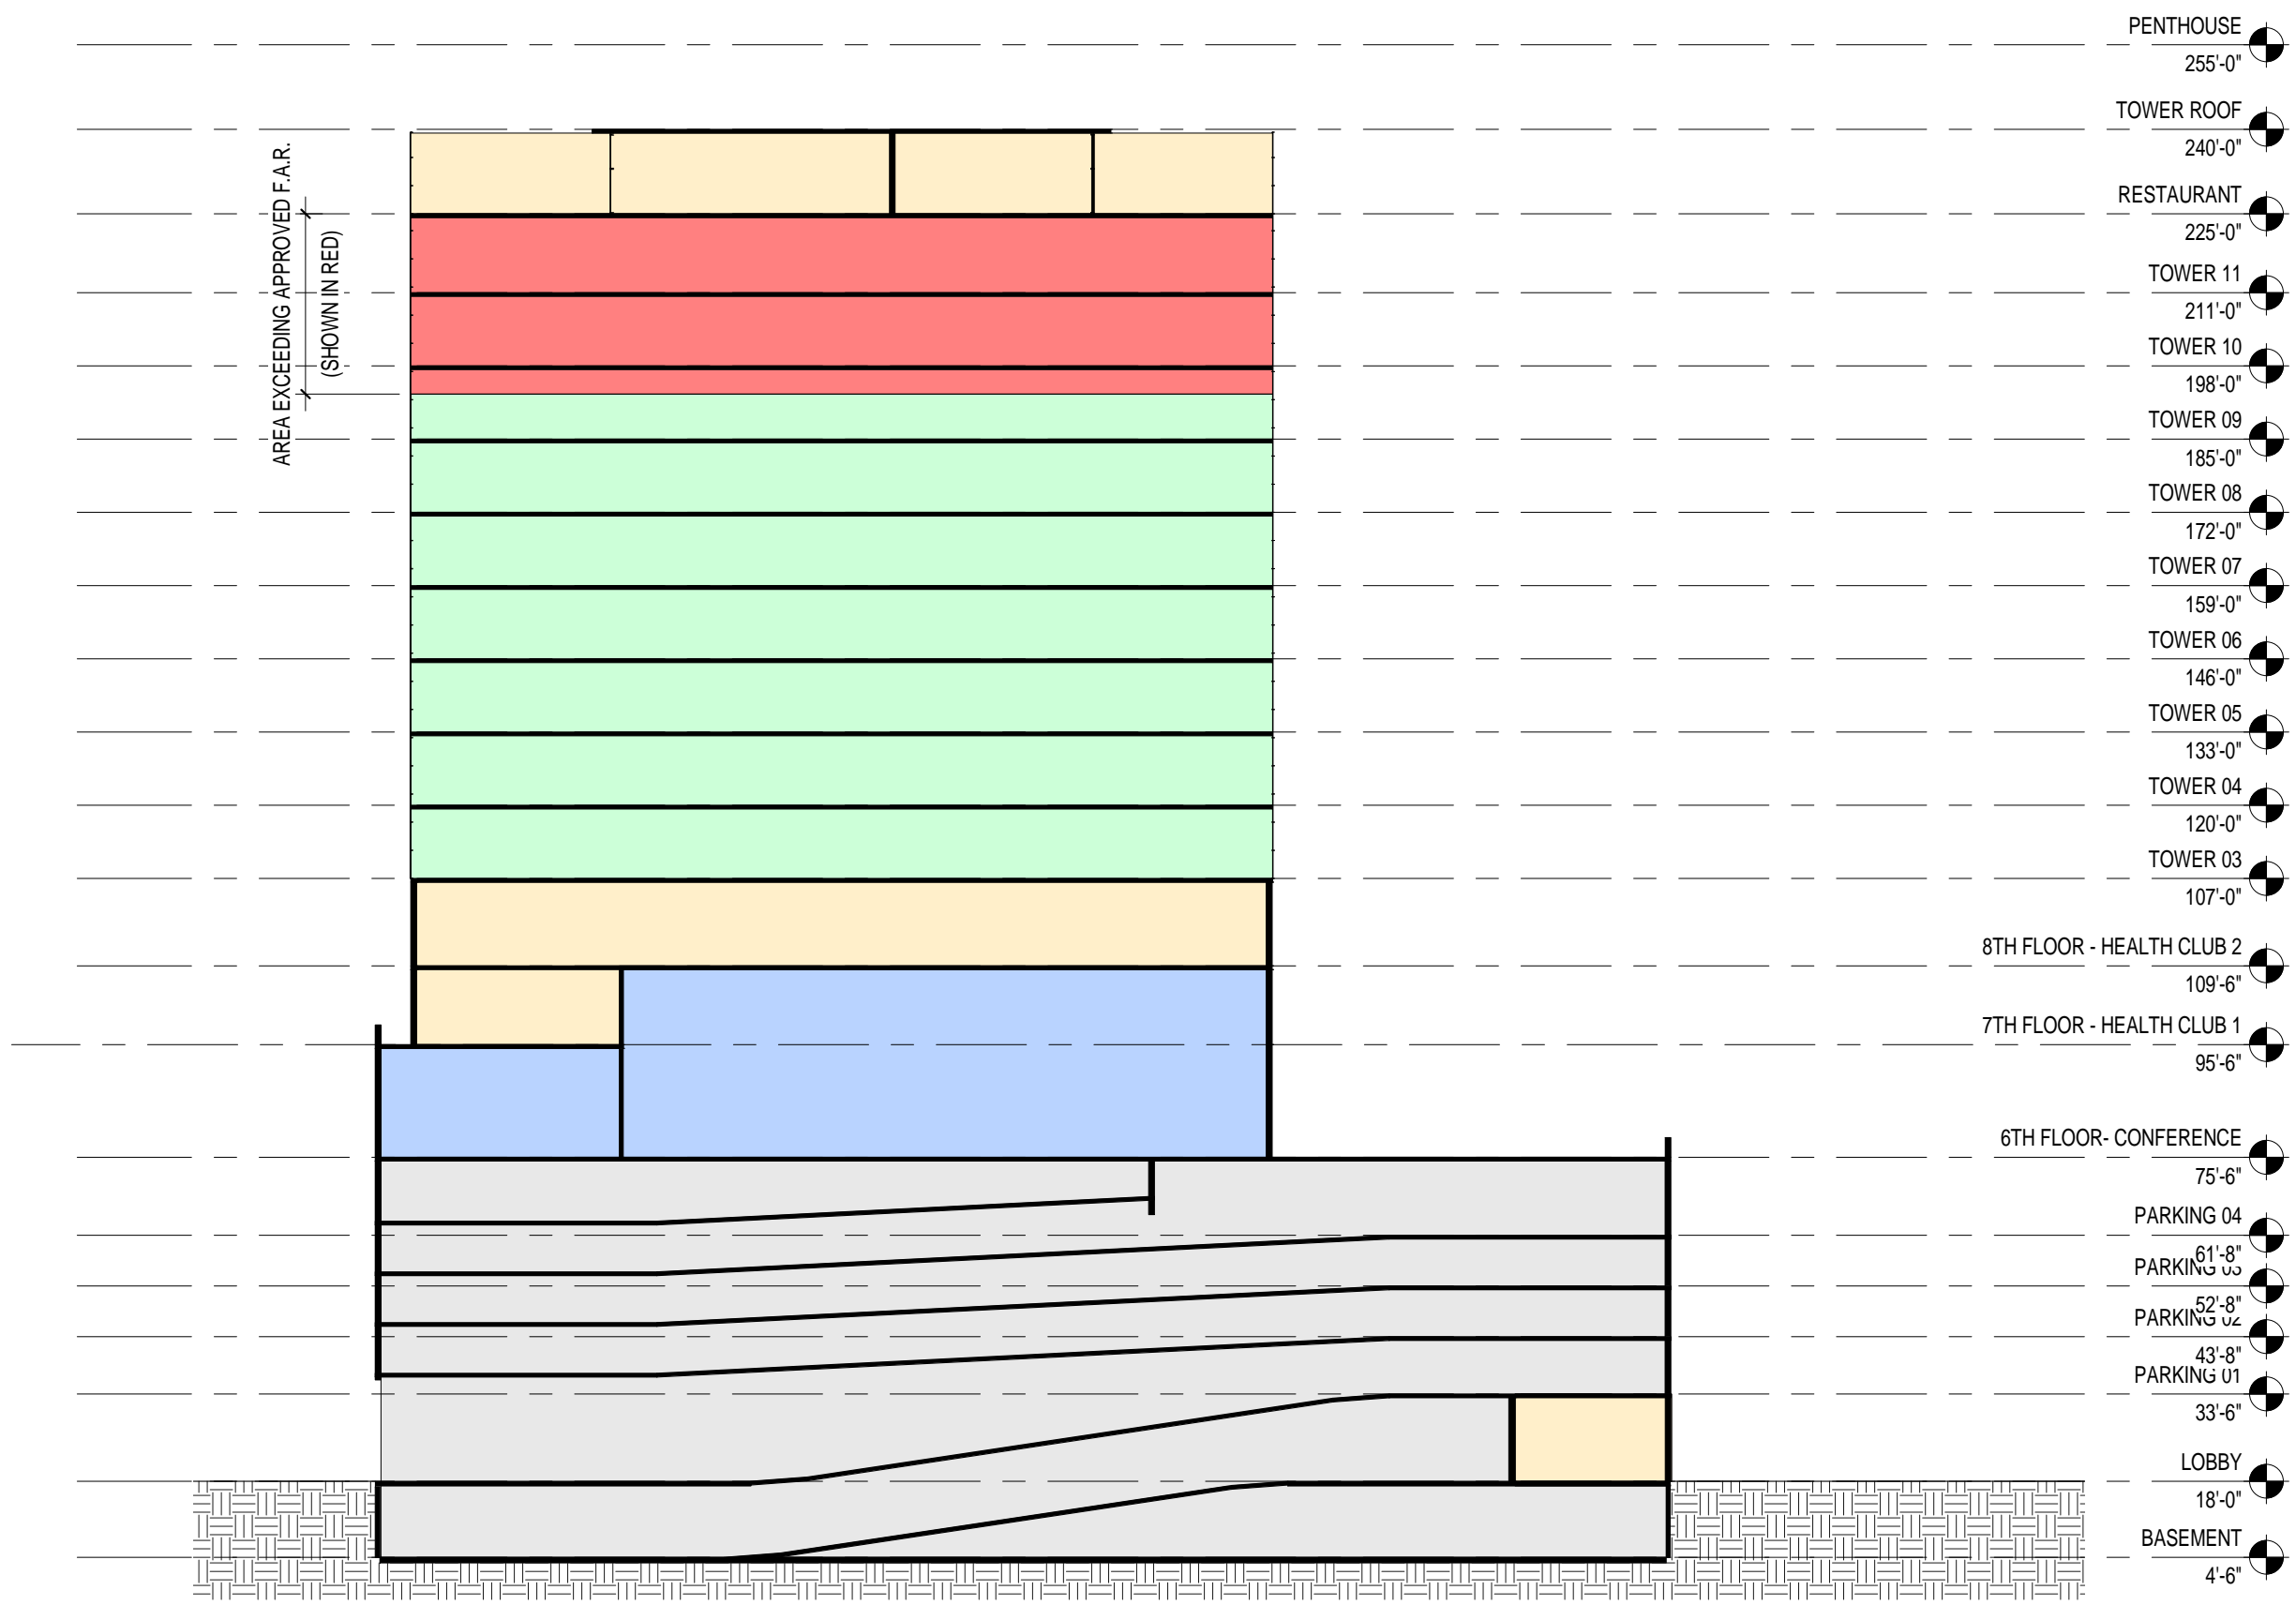 PENTHOUSE
255'-0"
TOWER ROOF
240'-0"
RESTAURANT
225'-0"
TOWER 11
211'-0"
TOWER 10
198'-0"
TOWER 09
185'-0"
TOWER 08
172'-0"
TOWER 07
159'-0"
TOWER 06
146'-0"
TOWER 05
133'-0"
TOWER 04
120'-0"
TOWER 03
107'-0"
8TH FLOOR - HEALTH CLUB 2
109'-6"
7TH FLOOR - HEALTH CLUB 1
95'-6"
6TH FLOOR- CONFERENCE
75'-6"
PARKING 04
61'-8"
PARKING 03
52'-8"
PARKING 02
43'-8"
PARKING 01
33'-6"
LOBBY
18'-0"
BASEMENT
4'-6"
AREA EXCEEDING APPROVED F.A.R.
(SHOWN IN RED)